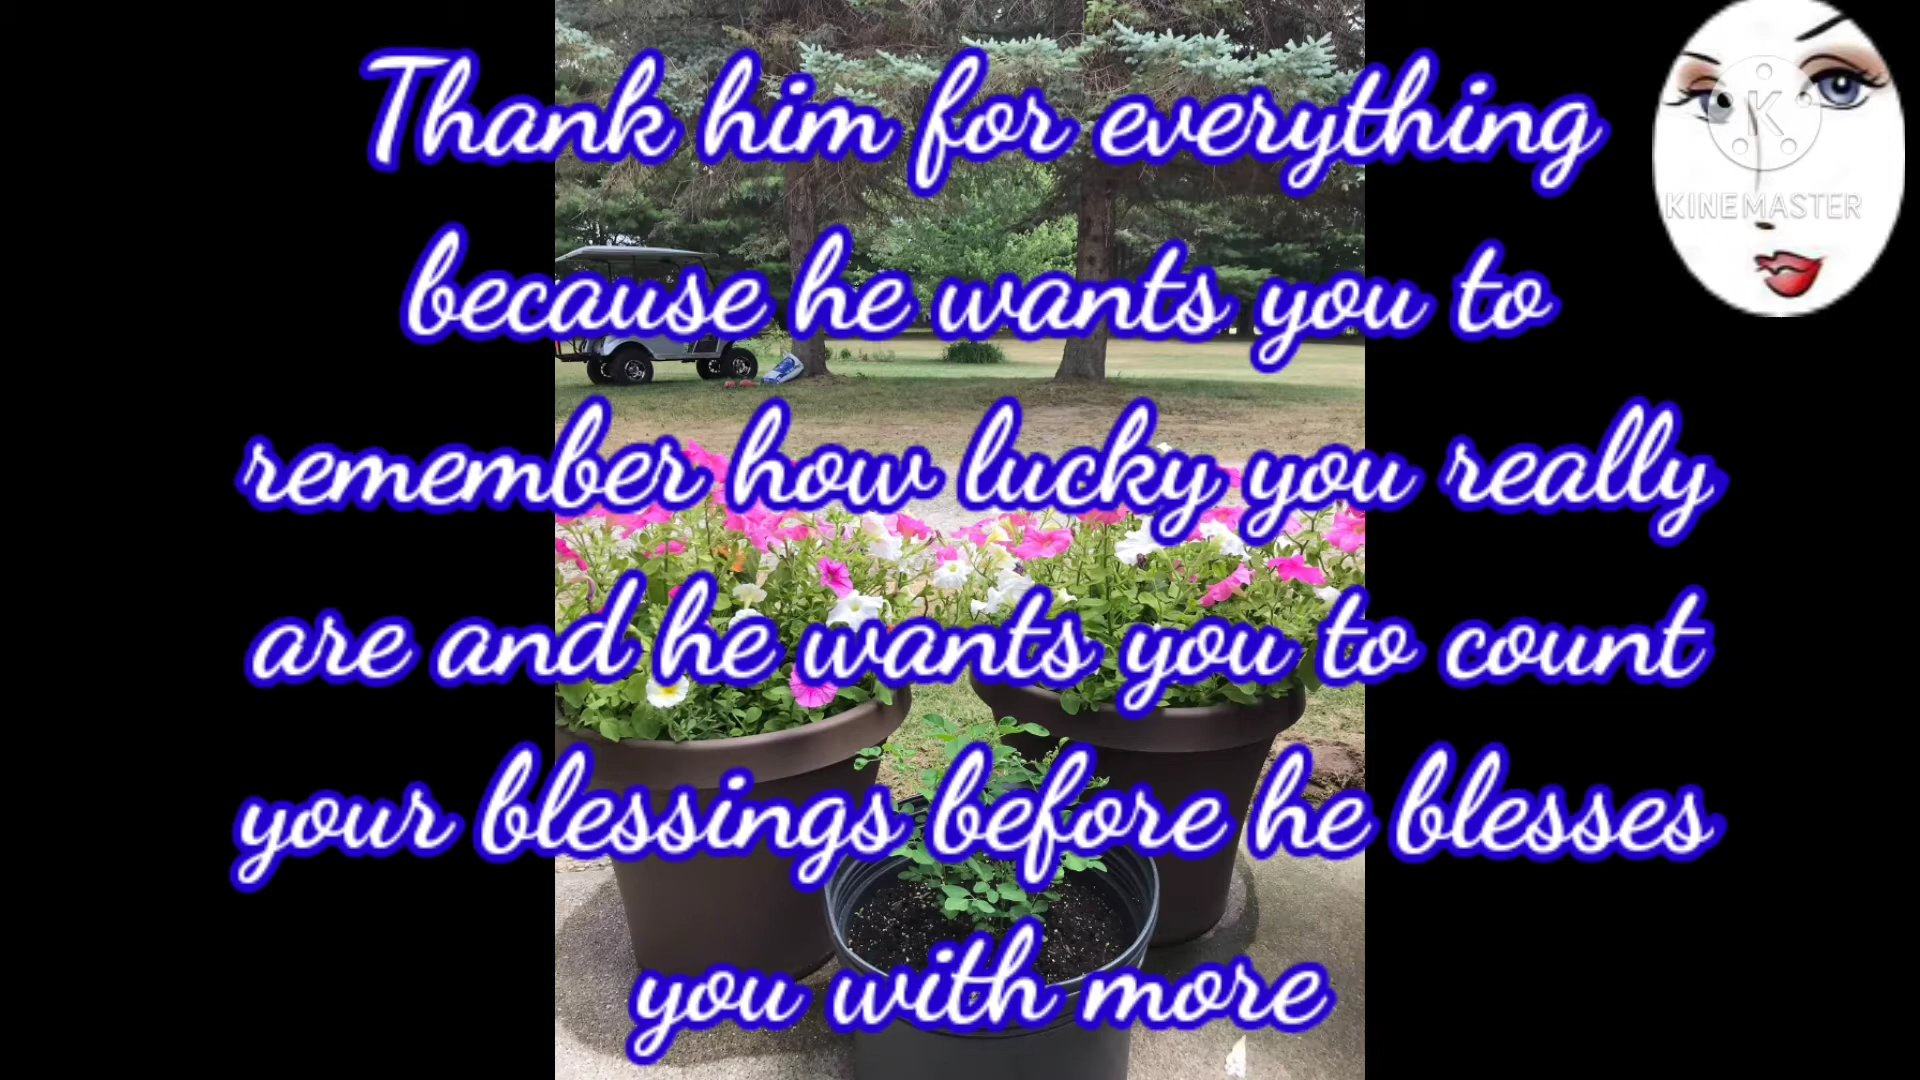 Thank him for everything
because he wants you to
remember how lucky you really
are and he wants you to count
your blessings before he blesses
you with more
K
KINEMASTER